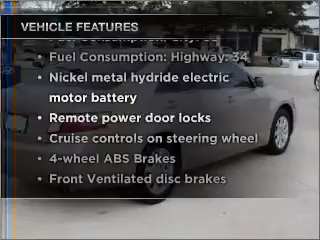 VEHICLE FEATURES
• Fuel Consumption: Highway: 34
• Nickel metal hydride electric
motor battery
• Remote power door locks
• Cruise controls on steering wheel
• 4-wheel ABS Brakes
• Front Ventilated disc brakes